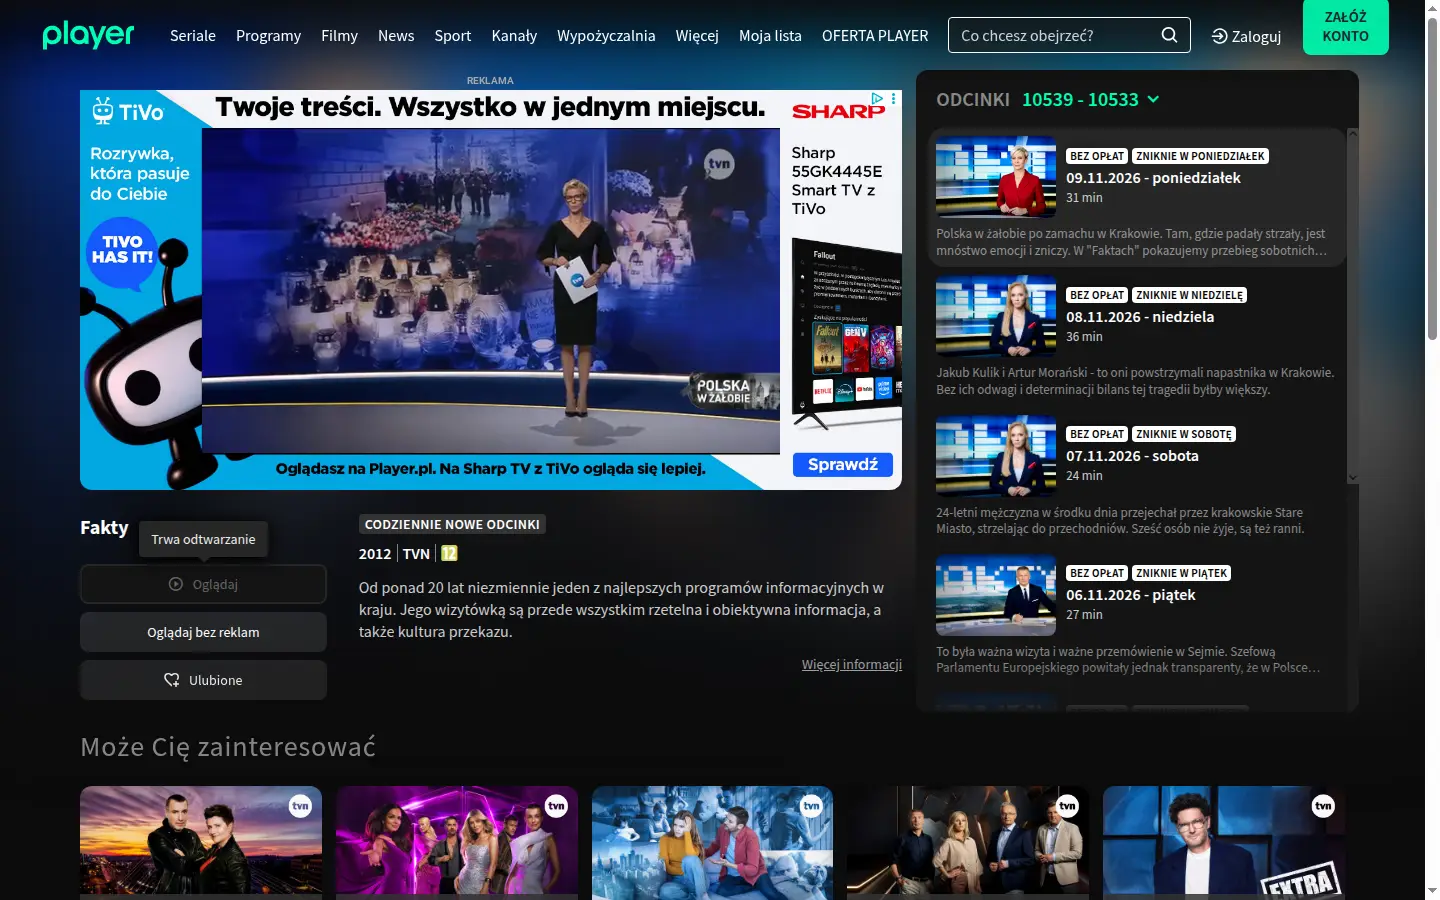 player
Seriale Programy Filmy News Sport Kanały Wypożyczalnia Więcej Moja lista OFERTA PLAYER
Co chcesz obejrzeć?
Zaloguj
ZAŁÓŻ
KONTO
REKLAMA
TiVo
Twoje treści. Wszystko w jednym miejscu.
SHARP
Rozrywka,
która pasuje
do Ciebie
TIVO
HAS IT!
tvn
POLSKA
W ŻAŁOBIE
Sharp
55GK4445E
Smart TV z
TiVo
Fallout
Sprawdź
Oglądasz na Player.pl. Na Sharp TV z TiVo ogląda się lepiej.
ODCINKI 10539 - 10533
BEZ OPŁAT ZNIKNIE W PONIEDZIAŁEK
09.11.2026 - poniedziałek
31 min
Polska w żałobie po zamachu w Krakowie. Tam, gdzie padały strzały, jest
mnóstwo emocji i zniczy. W "Faktach" pokazujemy przebieg sobotnich…
BEZ OPŁAT ZNIKNIE W NIEDZIELĘ
08.11.2026 - niedziela
36 min
Jakub Kulik i Artur Morański - to oni powstrzymali napastnika w Krakowie.
Bez ich odwagi i determinacji bilans tej tragedii byłby większy.
BEZ OPŁAT ZNIKNIE W SOBOTĘ
07.11.2026 - sobota
24 min
24-letni mężczyzna w środku dnia przejechał przez krakowskie Stare
Miasto, strzelając do przechodniów. Sześć osób nie żyje, są też ranni.
BEZ OPŁAT ZNIKNIE W PIĄTEK
06.11.2026 - piątek
27 min
To była ważna wizyta i ważne przemówienie w Sejmie. Szefową
Parlamentu Europejskiego powitały jednak transparenty, że w Polsce…
Fakty
Trwa odtwarzanie
Oglądaj
Oglądaj bez reklam
Ulubione
CODZIENNIE NOWE ODCINKI
2012 TVN 12
Od ponad 20 lat niezmiennie jeden z najlepszych programów informacyjnych w
kraju. Jego wizytówką są przede wszystkim rzetelna i obiektywna informacja, a
także kultura przekazu.
Więcej informacji
Może Cię zainteresować
tvn
tvn
tvn
tvn
tvn
EXTRA